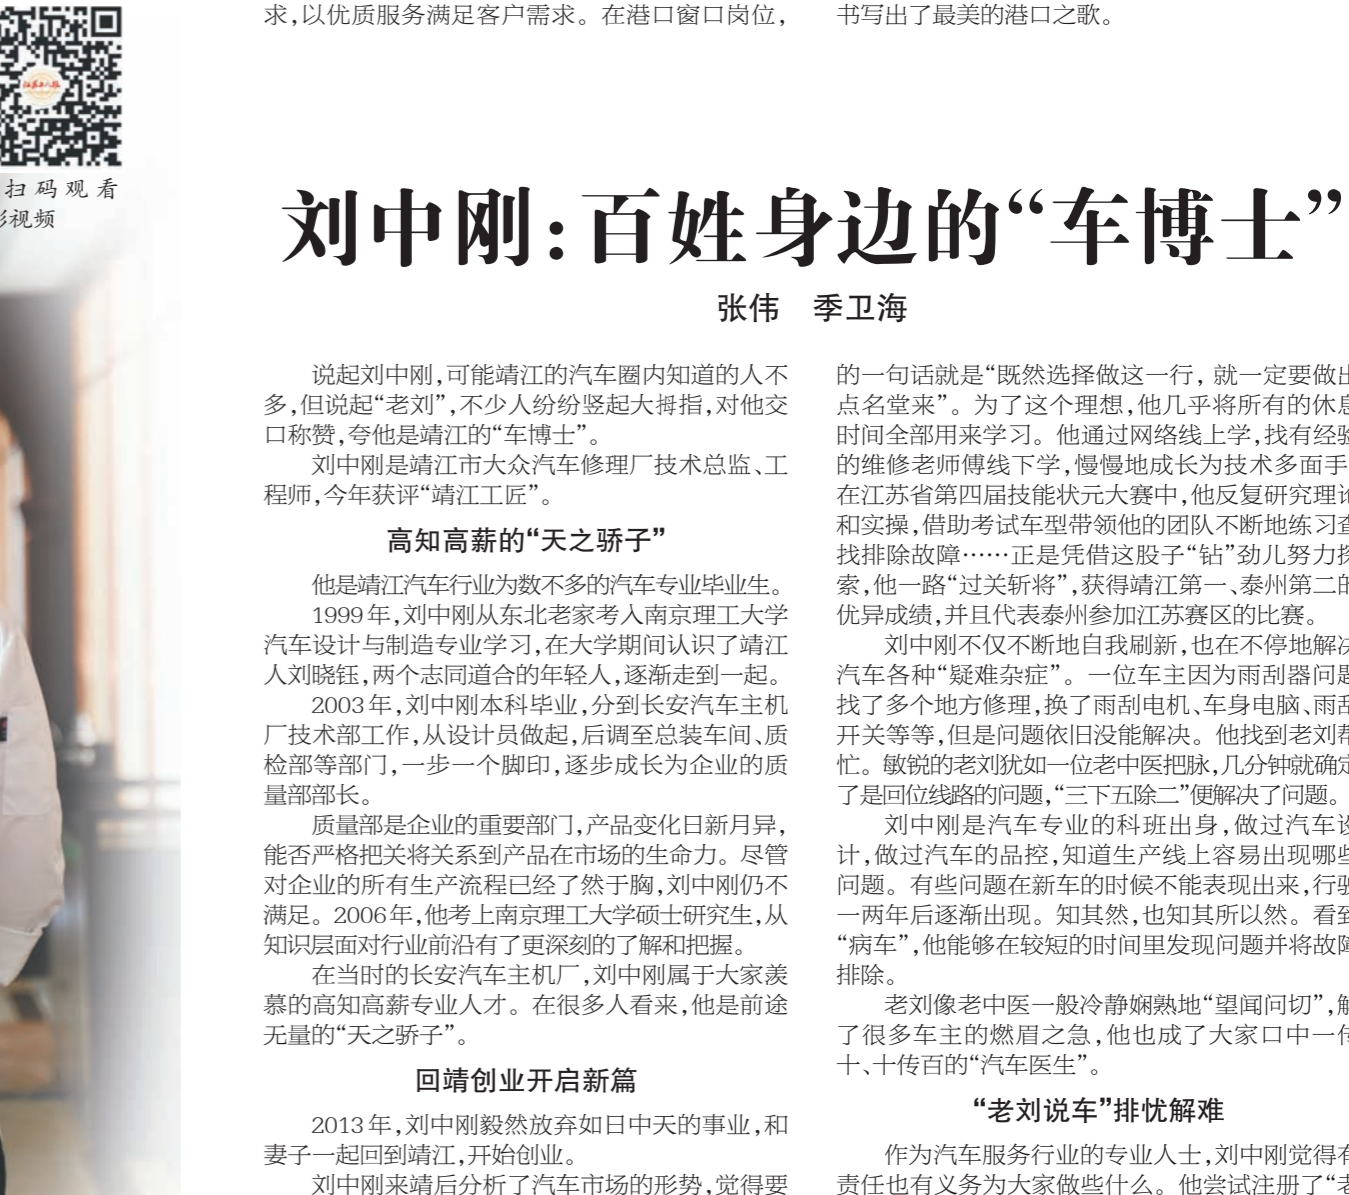 扫码观看
视频
求,以优质服务满足客户需求。在港口窗口岗位,
书写出了最美的港口之歌。
刘中刚:百姓身边的“车博士”
张伟 季卫海
说起刘中刚,可能靖江的汽车圈内知道的人不
多,但说起“老刘”,不少人纷纷竖起大拇指,对他交
口称赞,夸他是靖江的“车博士”。
刘中刚是靖江市大众汽车修理厂技术总监、工
程师,今年获评“靖江工匠”。
高知高薪的“天之骄子”
他是靖江汽车行业为数不多的汽车专业毕业生。
1999年,刘中刚从东北老家考入南京理工大学
汽车设计与制造专业学习,在大学期间认识了靖江
人刘晓钰,两个志同道合的年轻人,逐渐走到一起。
2003年,刘中刚本科毕业,分到长安汽车主机
厂技术部工作,从设计员做起,后调至总装车间、质
检部等部门,一步一个脚印,逐步成长为企业的质
量部部长。
质量部是企业的重要部门,产品变化日新月异,
能否严格把关将关系到产品在市场的生命力。尽管
对企业的所有生产流程已经了然于胸,刘中刚仍不
满足。2006年,他考上南京理工大学硕士研究生,从
知识层面对行业前沿有了更深刻的了解和把握。
在当时的长安汽车主机厂,刘中刚属于大家羡
慕的高知高薪专业人才。在很多人看来,他是前途
无量的“天之骄子”。
回靖创业开启新篇
2013年,刘中刚毅然放弃如日中天的事业,和
妻子一起回到靖江,开始创业。
刘中刚来靖后分析了汽车市场的形势,觉得要
的一句话就是“既然选择做这一行,就一定要做出
点名堂来”。为了这个理想,他几乎将所有的休息
时间全部用来学习。他通过网络线上学,找有经验
的维修老师傅线下学,慢慢地成长为技术多面手
在江苏省第四届技能状元大赛中,他反复研究理论
和实操,借助考试车型带领他的团队不断地练习查
找排除故障……正是凭借这股子“钻”劲儿努力探
索,他一路“过关斩将”,获得靖江第一、泰州第二的
优异成绩,并且代表泰州参加江苏赛区的比赛。
刘中刚不仅不断地自我刷新,也在不停地解决
汽车各种“疑难杂症”。一位车主因为雨刮器问题
找了多个地方修理,换了雨刮电机、车身电脑、雨刮
开关等等,但是问题依旧没能解决。他找到老刘帮
忙。敏锐的老刘犹如一位老中医把脉,几分钟就确定
了是回位线路的问题,“三下五除二”便解决了问题。
刘中刚是汽车专业的科班出身,做过汽车设
计,做过汽车的品控,知道生产线上容易出现哪些
问题。有些问题在新车的时候不能表现出来,行驶
一两年后逐渐出现。知其然,也知其所以然。看到
“病车”,他能够在较短的时间里发现问题并将故障
排除。
老刘像老中医一般冷静娴熟地“望闻问切”,解
了很多车主的燃眉之急,他也成了大家口中一传
十、十传百的“汽车医生”。
“老刘说车”排忧解难
作为汽车服务行业的专业人士,刘中刚觉得有
责任也有义务为大家做些什么。他尝试注册了“老